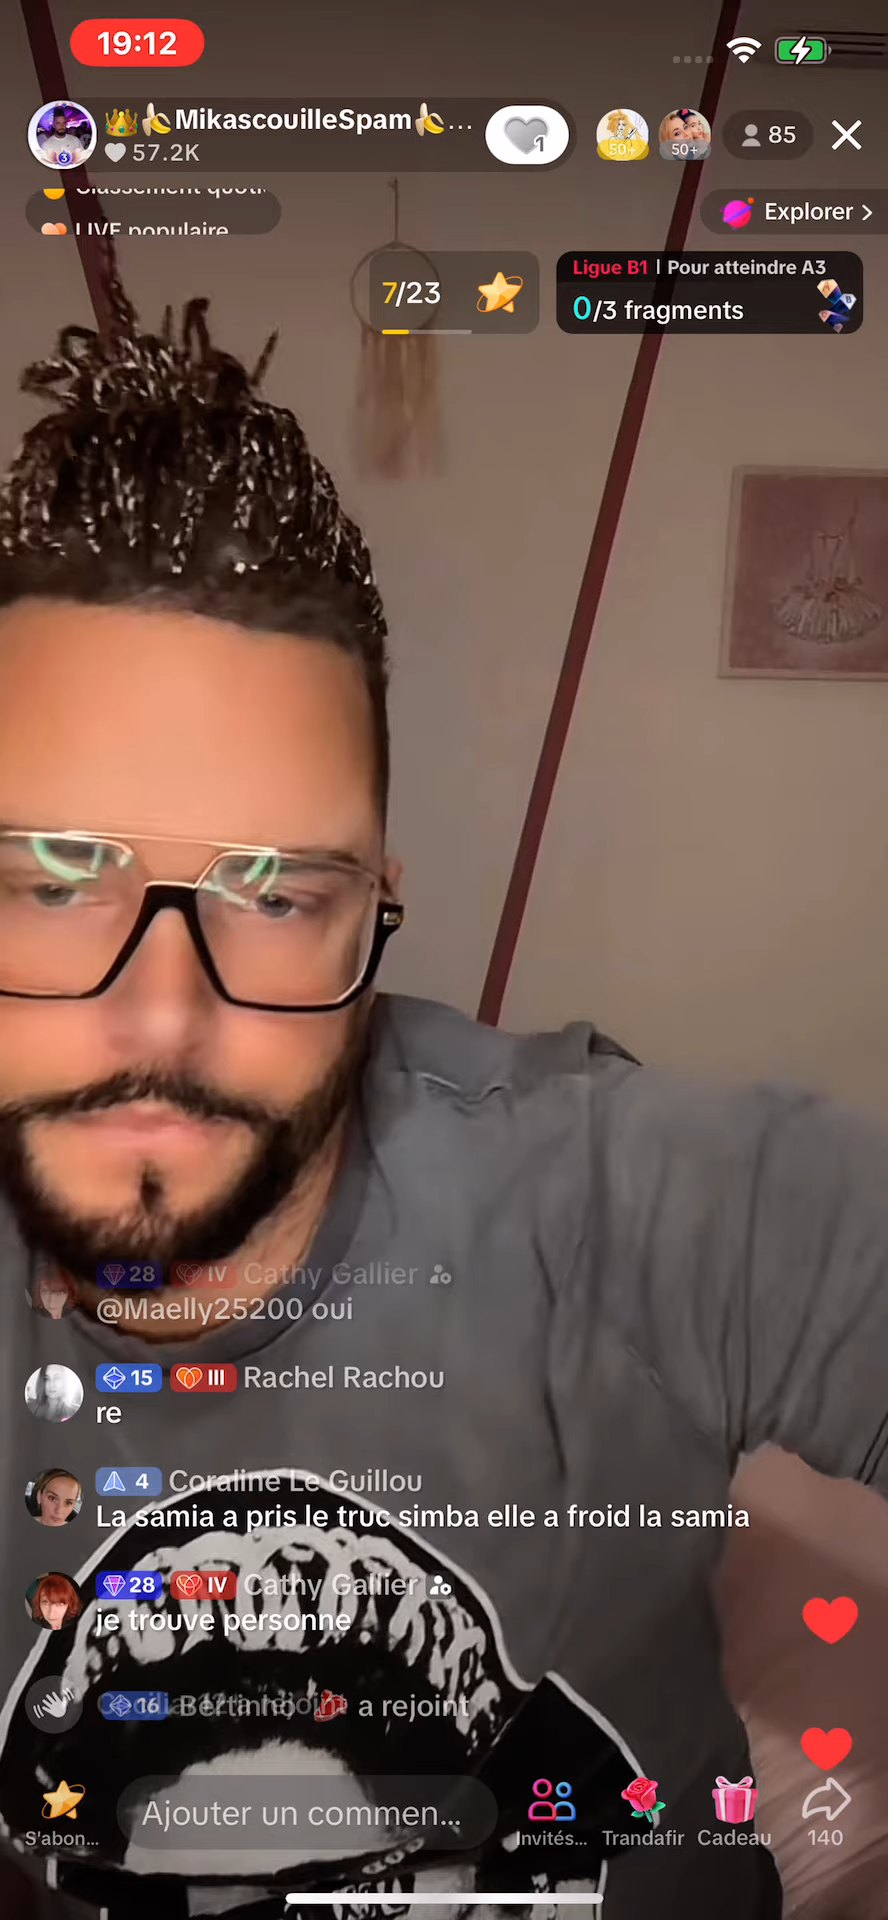 19:12
👑🍌MikascouilleSpam🍌...
57.2K
1
50+
50+
85
Classement quoti
LIVE populaire
Explorer >
7/23
Ligue B1 | Pour atteindre A3
0/3 fragments
28 IV Cathy Gallier
@Maelly25200 oui
15 III Rachel Rachou
re
4 Coraline Le Guillou
La samia a pris le truc simba elle a froid la samia
28 IV Cathy Gallier
je trouve personne
16 Bertinho a rejoint
Ajouter un commen...
S'abon...
Invités...
Trandafir
Cadeau
140